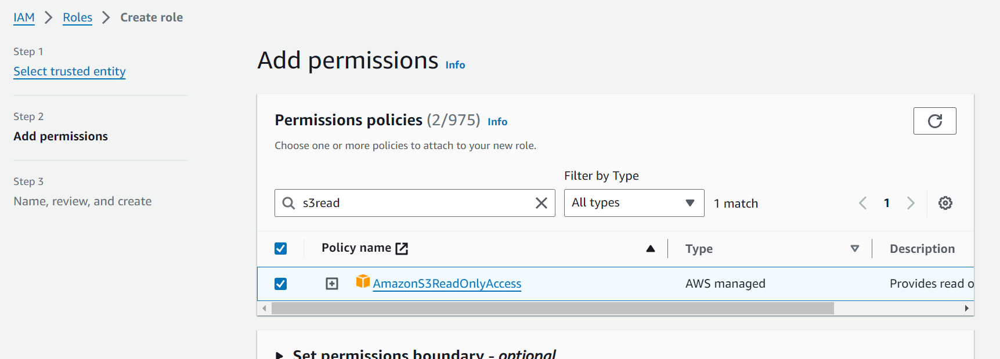 IAM > Roles > Create role
Step 1
Select trusted entity
Step 2
Add permissions
Step 3
Name, review, and create
Add permissions Info
Permissions policies (2/975) Info
Choose one or more policies to attach to your new role.
Filter by Type
s3read
All types
1 match
1
Policy name
Type
Description
AmazonS3ReadOnlyAccess
AWS managed
Provides read o
Set permissions boundary - optional